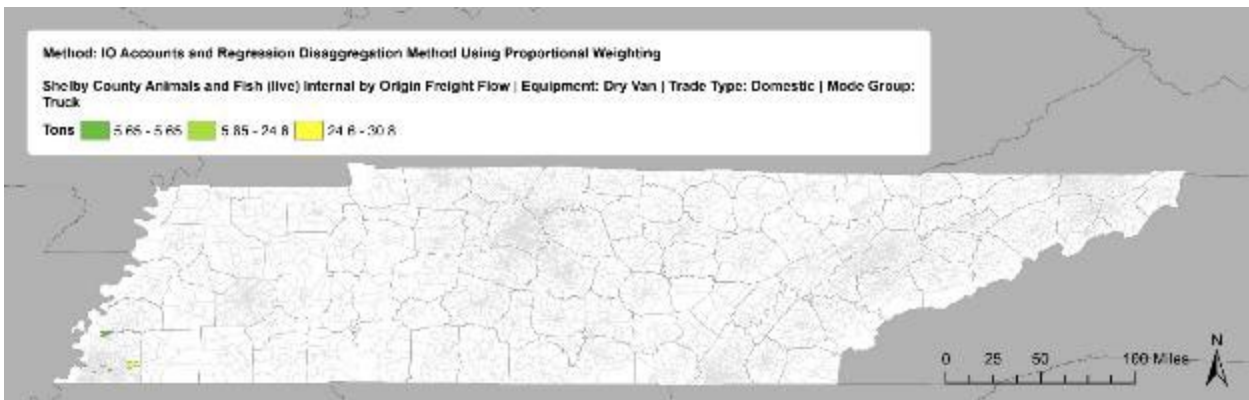 Method: IO Accounts and Regression Disaggregation Method Using Proportional Weighting
Shelby County Animals and Fish (live) Internal by Origin Freight Flow | Equipment: Dry Van | Trade Type: Domestic | Mode Group:
Truck
Tons 5.65 - 5.65 5.65 - 24.6 24.6 - 30.8
N
0 25 50 100 Miles